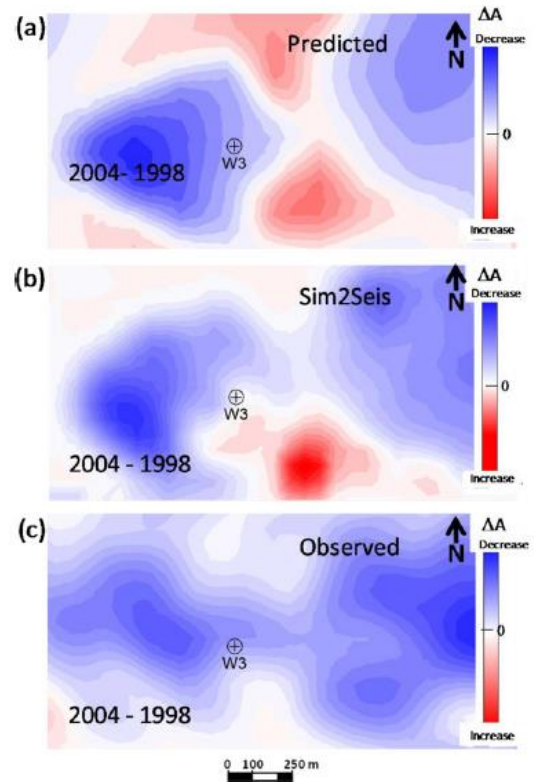 (a)
Predicted
N
ΔA
Decrease
0
Increase
W3
2004- 1998
(b)
Sim2Seis
N
ΔA
Decrease
0
Increase
W3
2004 - 1998
(c)
Observed
N
ΔA
Decrease
0
Increase
W3
2004 - 1998
0 100 250 m